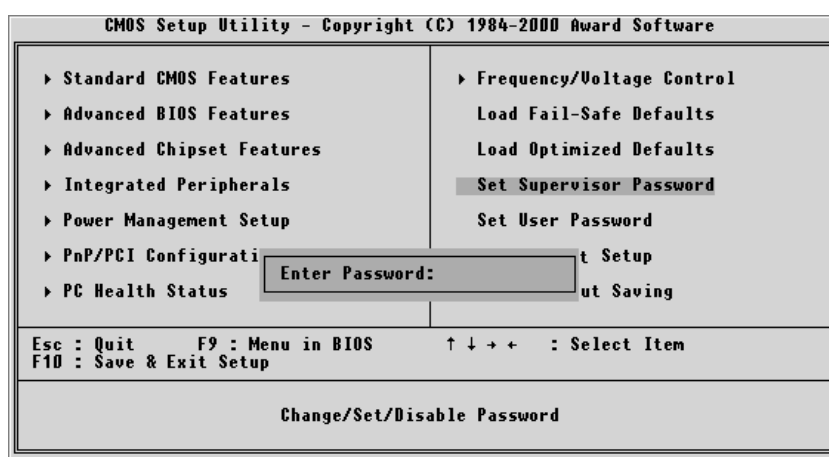 CMOS Setup Utility - Copyright (C) 1984-2000 Award Software
Standard CMOS Features
Advanced BIOS Features
Advanced Chipset Features
Integrated Peripherals
Power Management Setup
PnP/PCI Configurati
PC Health Status
Frequency/Voltage Control
Load Fail-Safe Defaults
Load Optimized Defaults
Set Supervisor Password
Set User Password
t Setup
ut Saving
Enter Password:
Esc : Quit F9 : Menu in BIOS ↑ ↓ → ← : Select Item
F10 : Save & Exit Setup
Change/Set/Disable Password